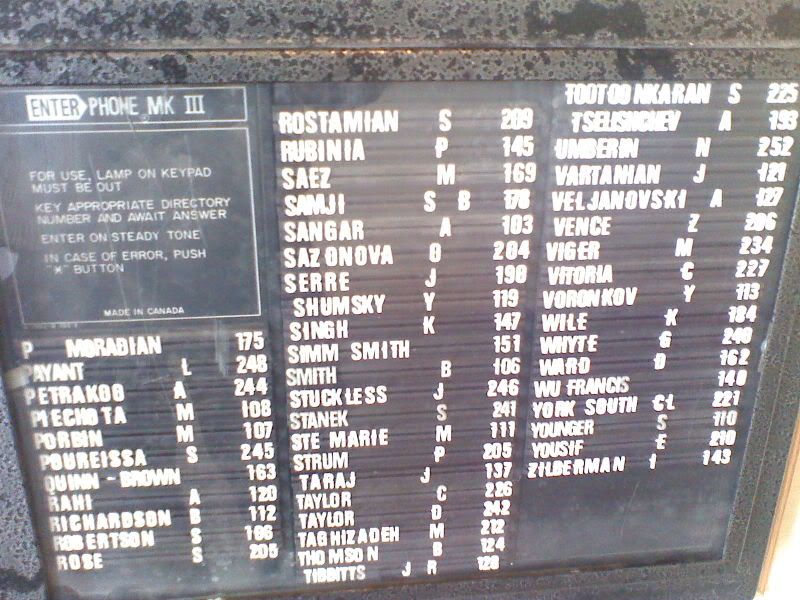 ENTER PHONE MK III
FOR USE, LAMP ON KEYPAD
MUST BE OUT
KEY APPROPRIATE DIRECTORY
NUMBER AND AWAIT ANSWER
ENTER ON STEADY TONE
IN CASE OF ERROR, PUSH
"*" BUTTON
MADE IN CANADA
P MORADIAN 175
PAYANT L 248
PETRAKOG A 244
PIECHOTA M 108
PORBIN M 107
POUREISSA S 245
QUINN - BROWN 163
RAHI A 120
RICHARDSON B 112
ROBERTSON S 106
ROSE S 205
ROSTAMIAN S 209
RUBINIA P 145
SAEZ M 169
SAMJI S B 178
SANGAR A 103
SAZONOVA O 204
SERRE J 190
SHUMSKY Y 119
SINGH K 147
SIMM SMITH 151
SMITH B 106
STUCKLESS J 246
STANEK S 241
STE MARIE M 111
STRUM P 205
TARAJ J 137
TAYLOR C 226
TAYLOR D 242
TAGHIZADEH M 212
THOMSON B 124
TIBBITTS J R 128
TOOTOONKARAN S 225
TSELISHCHEV A 193
UMBERIN N 252
VARTANIAN J 121
VELJANOVSKI A 127
VENCE Z 206
VIGER M 234
VITORIA C 227
VORONKOV Y 113
WILE K 184
WHYTE G 240
WARD D 162
WU FRANCIS 140
YORK SOUTH CL 221
YOUNGER S 110
YOUSIF E 210
ZILBERMAN I 143